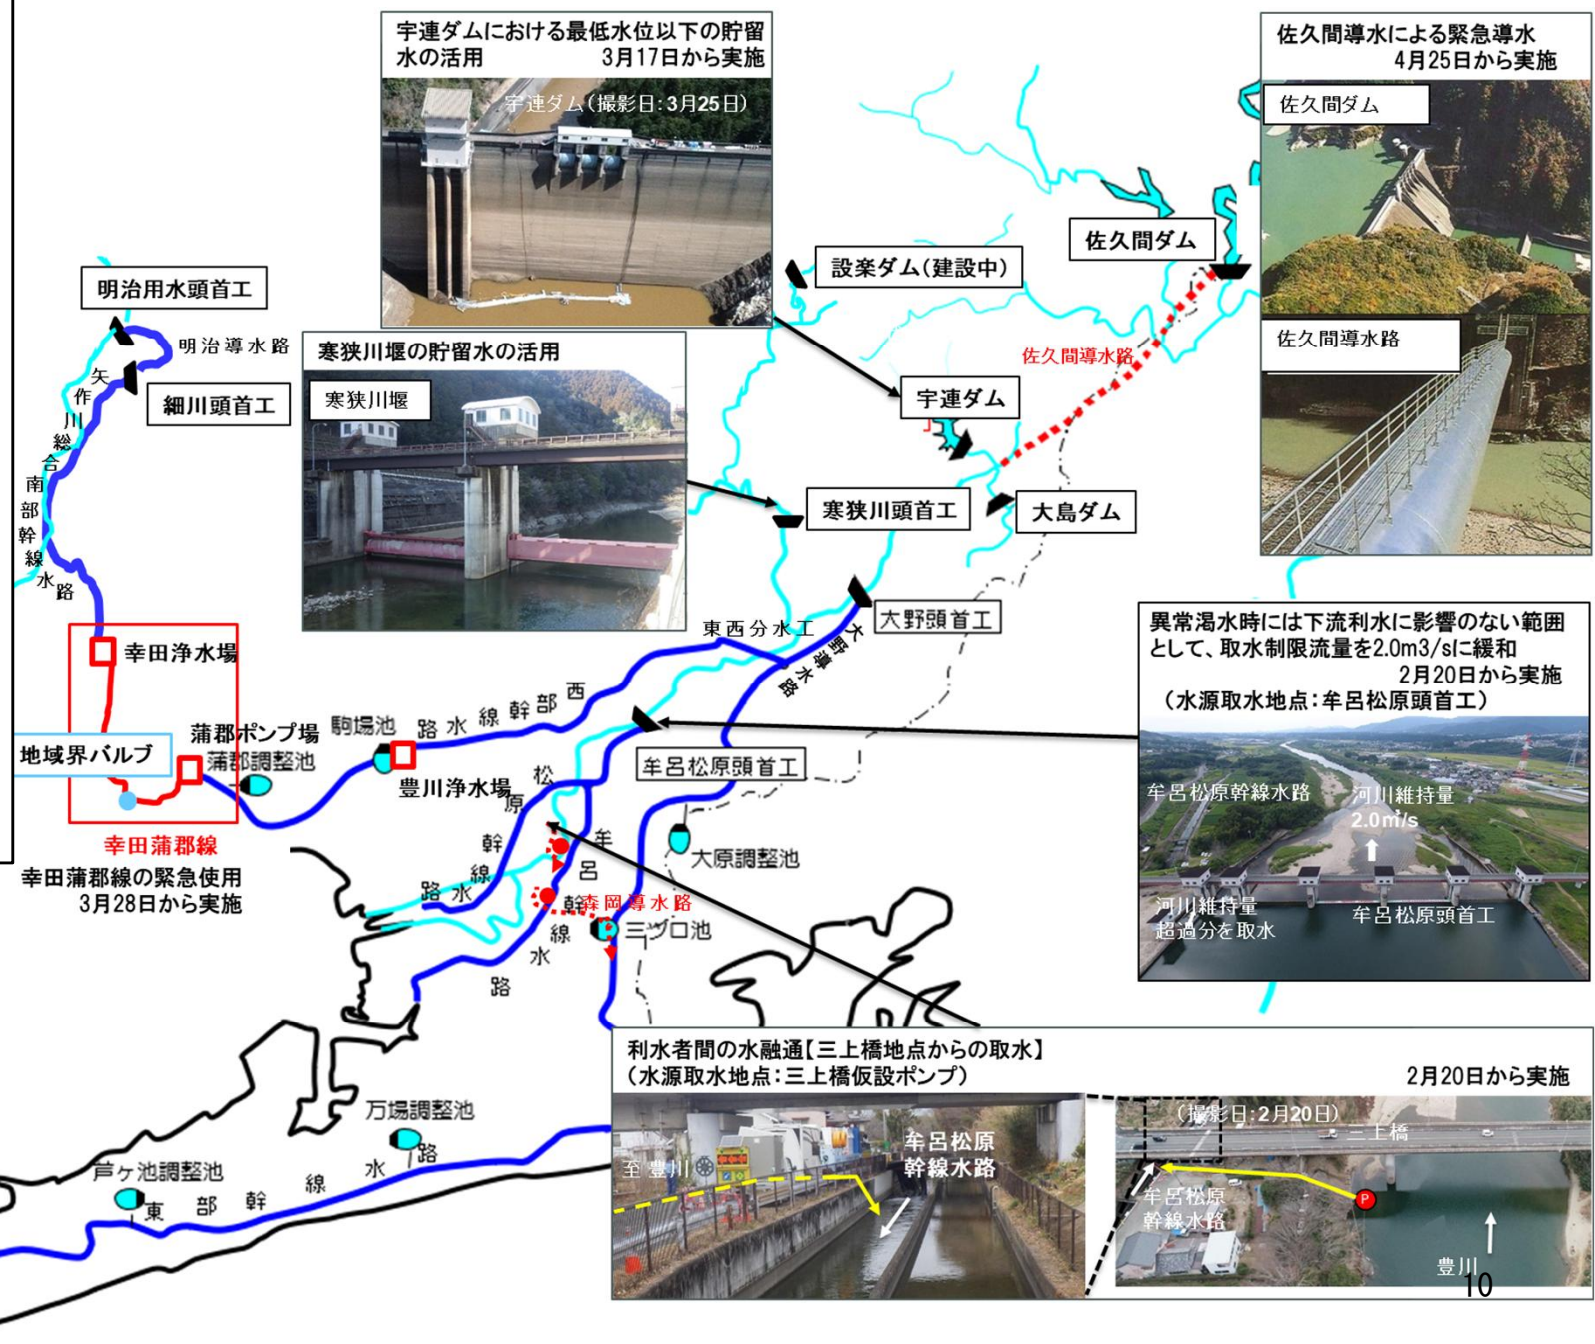 宇連ダムにおける最低水位以下の貯留
水の活用　3月17日から実施
宇連ダム(撮影日:3月25日)
佐久間導水による緊急導水
4月25日から実施
佐久間ダム
佐久間導水路
佐久間ダム
設楽ダム(建設中)
明治用水頭首工
明治導水路
細川頭首工
矢作川総合南部幹線水路
寒狭川堰の貯留水の活用
寒狭川堰
佐久間導水路
宇連ダム
寒狭川頭首工
大島ダム
大野頭首工
東西分水工
大野導水路
異常渇水時には下流利水に影響のない範囲
として、取水制限流量を2.0m3/sに緩和
2月20日から実施
(水源取水地点:牟呂松原頭首工)
牟呂松原幹線水路
河川維持量
2.0㎥/s
河川維持量
超過分を取水
牟呂松原頭首工
幸田浄水場
蒲郡ポンプ場
地域界バルブ
蒲郡調整池
駒場池
路水線幹部西
豊川浄水場
牟呂松原頭首工
松原幹線水路
牟呂幹線水路
大原調整池
幸田蒲郡線
幸田蒲郡線の緊急使用
3月28日から実施
森岡導水路
三ツ口池
利水者間の水融通【三上橋地点からの取水】
(水源取水地点:三上橋仮設ポンプ)
2月20日から実施
至 豊川
牟呂松原
幹線水路
(撮影日:2月20日)
三上橋
P
牟呂松原
幹線水路
豊川
万場調整池
芦ヶ池調整池
東部幹線水路
10